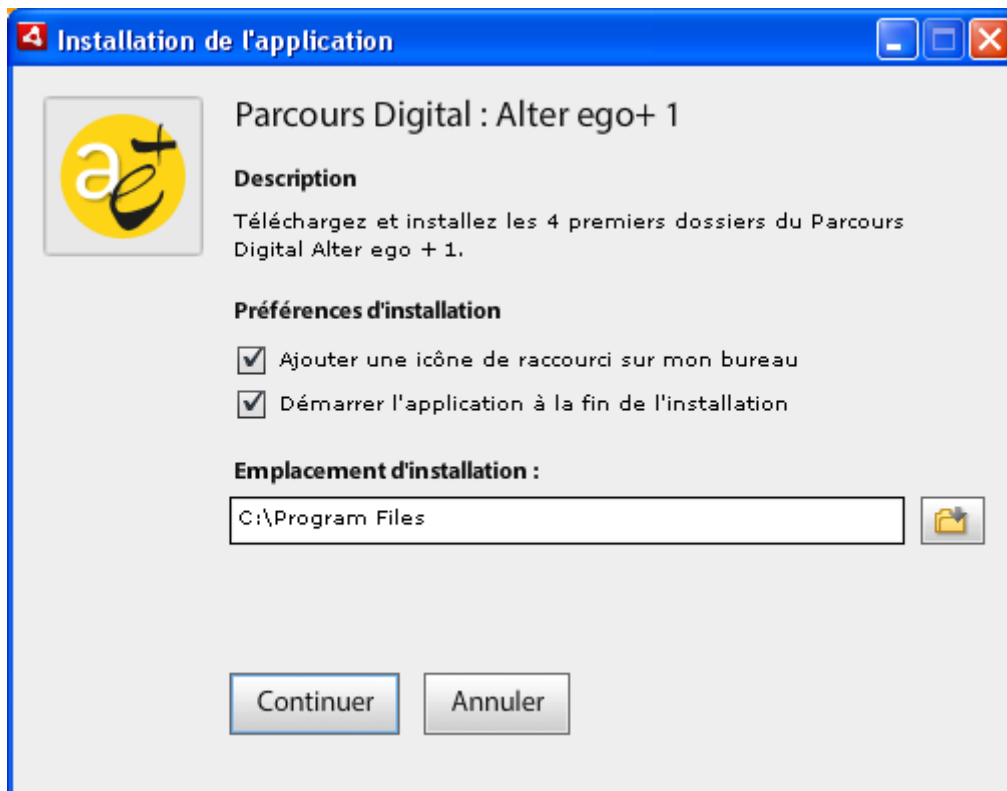 Installation de l'application
ae+
Parcours Digital : Alter ego+ 1
Description
Téléchargez et installez les 4 premiers dossiers du Parcours
Digital Alter ego + 1.
Préférences d'installation
Ajouter une icône de raccourci sur mon bureau
Démarrer l'application à la fin de l'installation
Emplacement d'installation :
C:\Program Files
Continuer Annuler